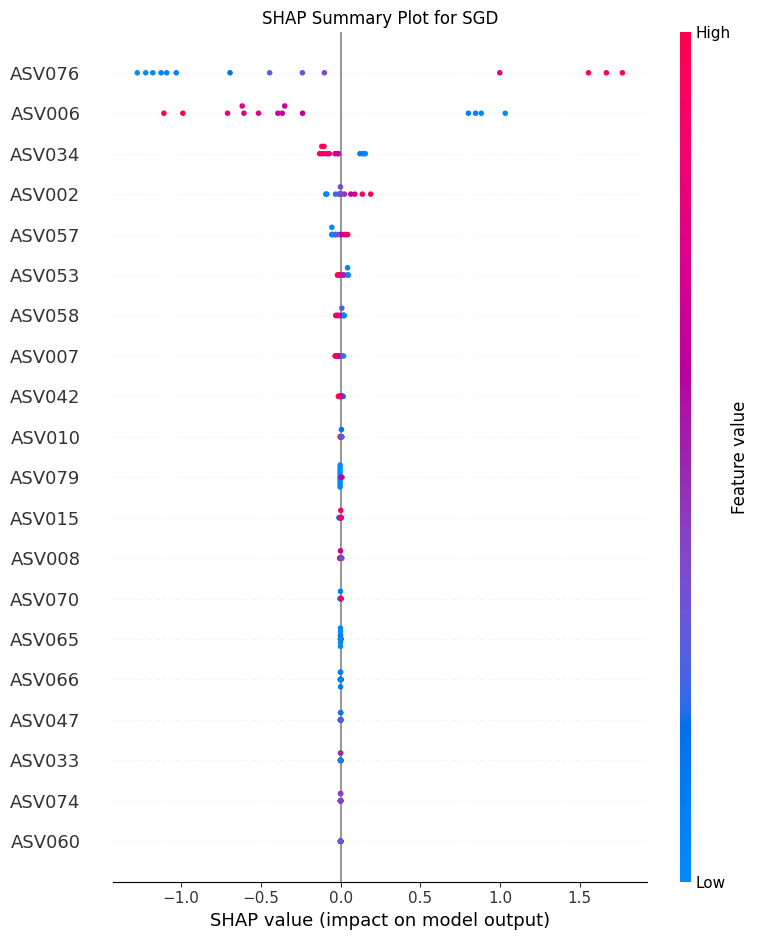 SHAP Summary Plot for SGD
High
ASV076
ASV006
ASV034
ASV002
ASV057
ASV053
ASV058
ASV007
ASV042
ASV010
ASV079
ASV015
ASV008
ASV070
ASV065
ASV066
ASV047
ASV033
ASV074
ASV060
Feature value
Low
−1.0 −0.5 0.0 0.5 1.0 1.5
SHAP value (impact on model output)